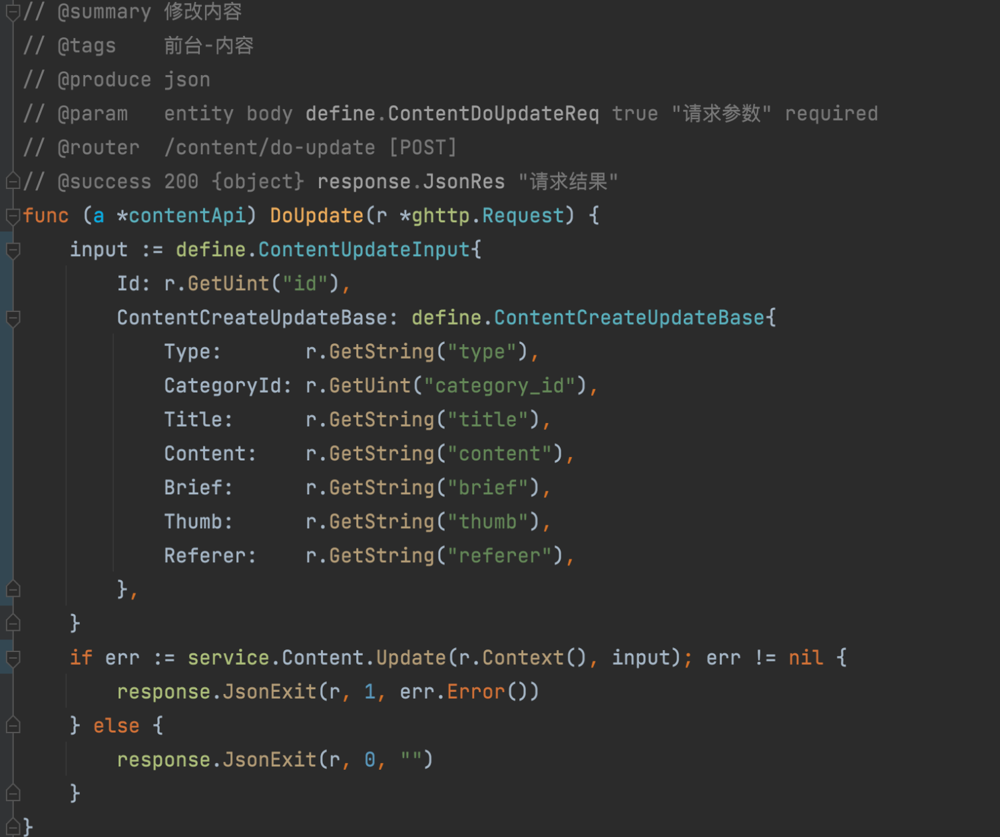 // @summary 修改内容
// @tags    前台-内容
// @produce json
// @param   entity body define.ContentDoUpdateReq true "请求参数" required
// @router  /content/do-update [POST]
// @success 200 {object} response.JsonRes "请求结果"
func (a *contentApi) DoUpdate(r *ghttp.Request) {
    input := define.ContentUpdateInput{
        Id: r.GetUint("id"),
        ContentCreateUpdateBase: define.ContentCreateUpdateBase{
            Type:       r.GetString("type"),
            CategoryId: r.GetUint("category_id"),
            Title:      r.GetString("title"),
            Content:    r.GetString("content"),
            Brief:      r.GetString("brief"),
            Thumb:      r.GetString("thumb"),
            Referer:    r.GetString("referer"),
        },
    }
    if err := service.Content.Update(r.Context(), input); err != nil {
        response.JsonExit(r, 1, err.Error())
    } else {
        response.JsonExit(r, 0, "")
    }
}